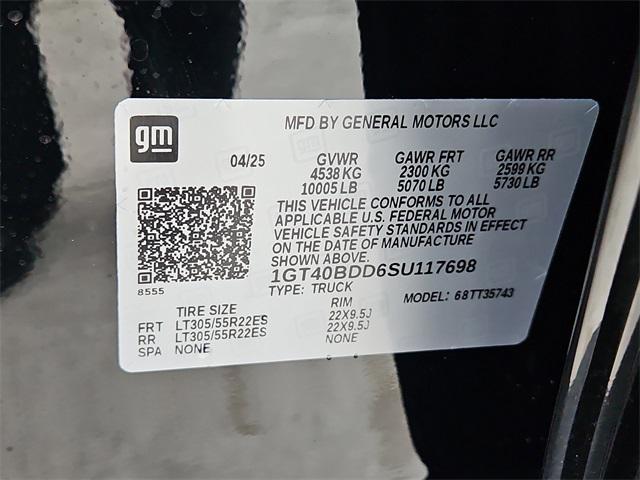 gm
MFD BY GENERAL MOTORS LLC
04/25 GVWR GAWR FRT GAWR RR
4538 KG 2300 KG 2599 KG
10005 LB 5070 LB 5730 LB
THIS VEHICLE CONFORMS TO ALL
APPLICABLE U.S. FEDERAL MOTOR
VEHICLE SAFETY STANDARDS IN EFFECT
ON THE DATE OF MANUFACTURE
SHOWN ABOVE.
1GT40BDD6SU117698
8555
TYPE: TRUCK MODEL: 68TT35743
TIRE SIZE RIM
FRT LT305/55R22ES 22X9.5J
RR LT305/55R22ES 22X9.5J
SPA NONE NONE